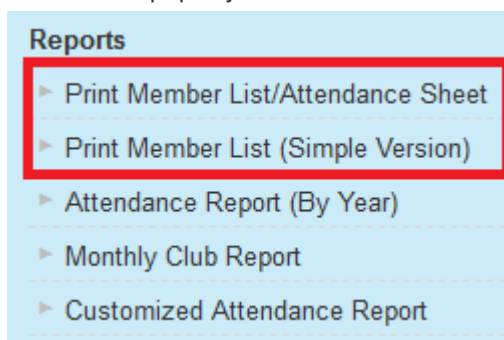 Reports
Print Member List/Attendance Sheet
Print Member List (Simple Version)
Attendance Report (By Year)
Monthly Club Report
Customized Attendance Report